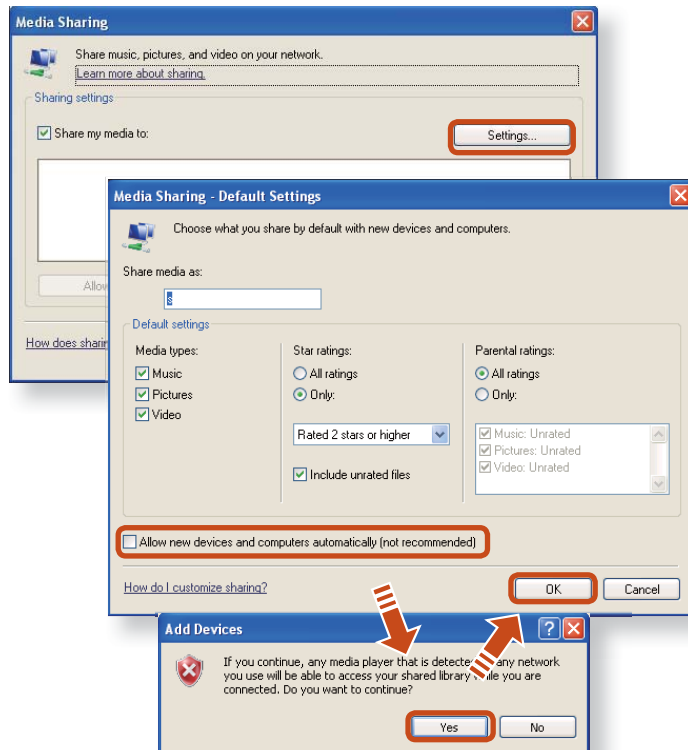 Media Sharing
Share music, pictures, and video on your network.
Learn more about sharing.
Sharing settings
Share my media to:
Settings...
Media Sharing - Default Settings
Choose what you share by default with new devices and computers.
Share media as:
s
Default settings
Media types:
Music
Pictures
Video
Star ratings:
All ratings
Only:
Rated 2 stars or higher
Include unrated files
Parental ratings:
All ratings
Only:
Music: Unrated
Pictures: Unrated
Video: Unrated
Allow
How does
Allow new devices and computers automatically (not recommended)
How do I customize sharing?
OK
Cancel
Add Devices
If you continue, any media player that is any network
you use will be able to access your shared library you are
connected. Do you want to continue?
Yes
No